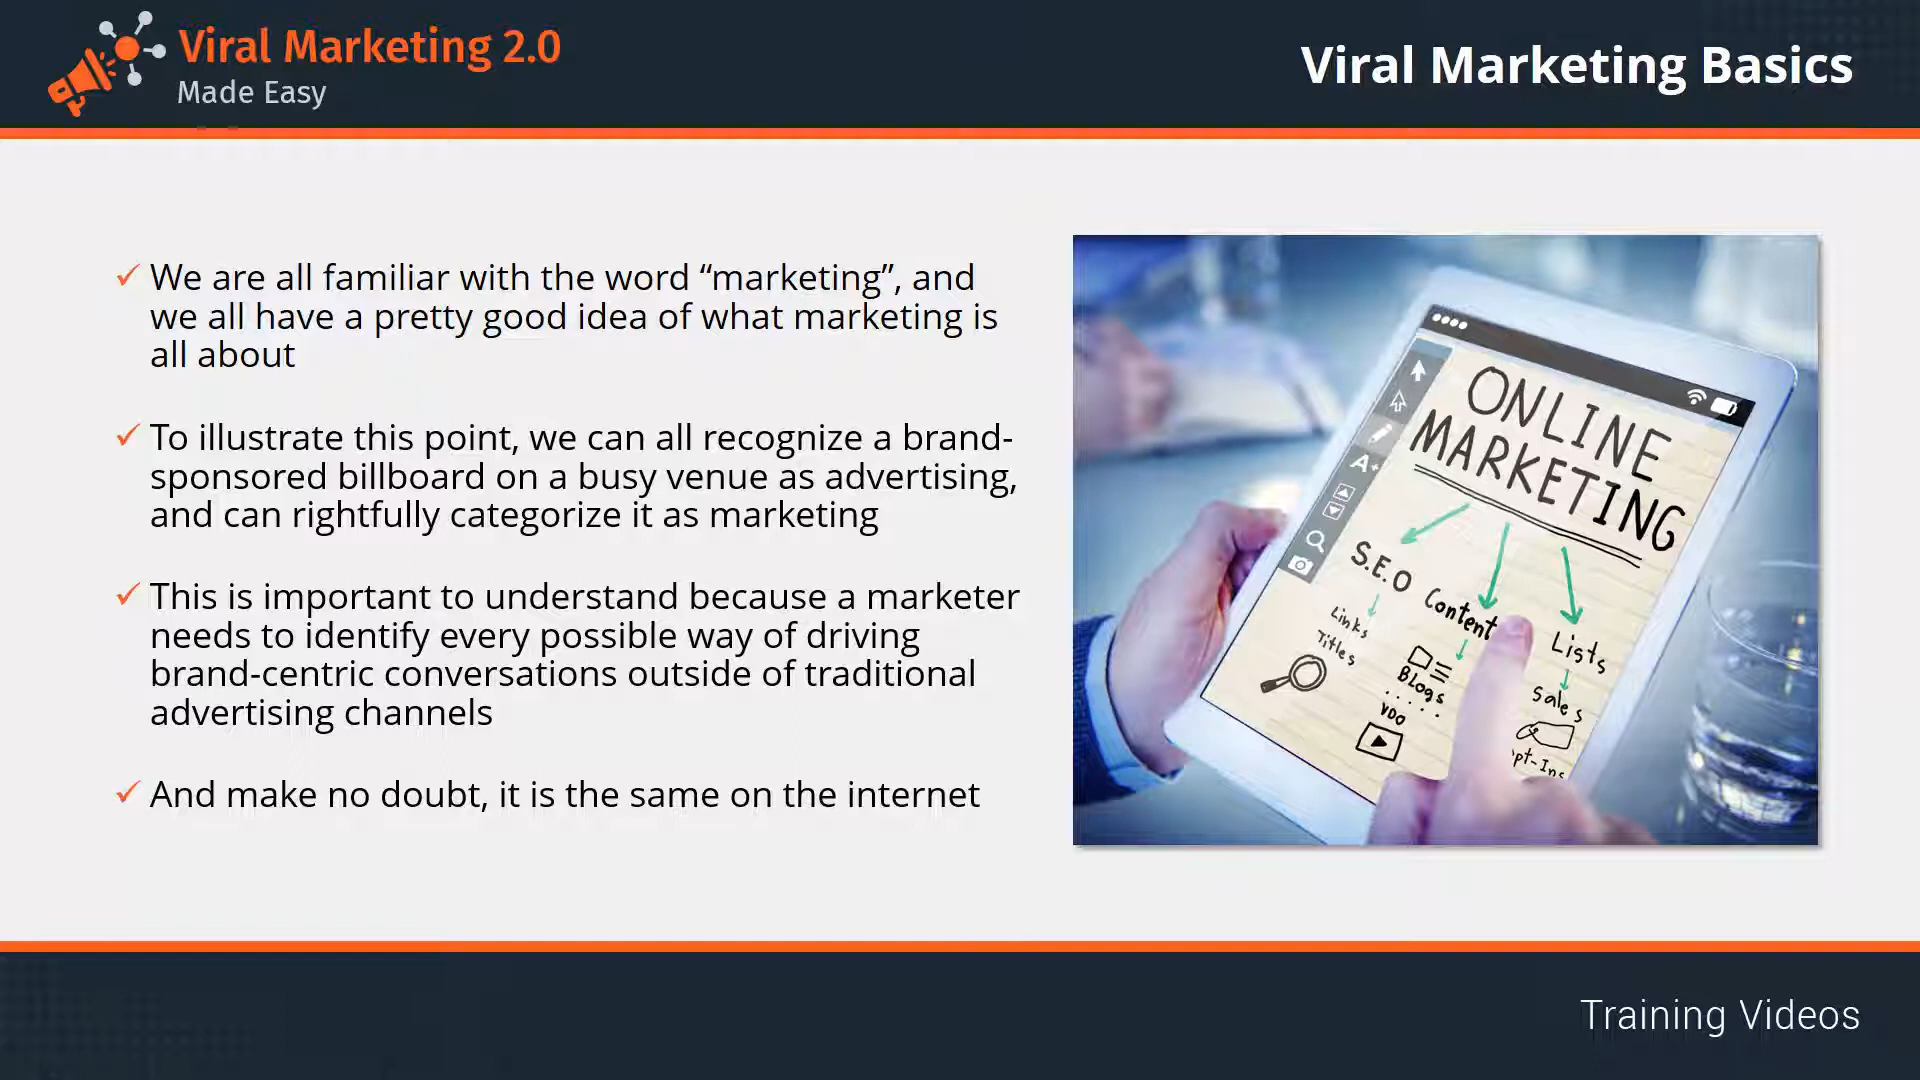 Viral Marketing 2.0
Made Easy
Viral Marketing Basics
✓ We are all familiar with the word “marketing”, and
we all have a pretty good idea of what marketing is
all about
✓ To illustrate this point, we can all recognize a brand-
sponsored billboard on a busy venue as advertising,
and can rightfully categorize it as marketing
✓ This is important to understand because a marketer
needs to identify every possible way of driving
brand-centric conversations outside of traditional
advertising channels
✓ And make no doubt, it is the same on the internet
ONLINE
MARKETING
A+
S.E.O
Content
Lists
Links
Titles
Blogs
VDO
Sales
pt-Ins
Training Videos